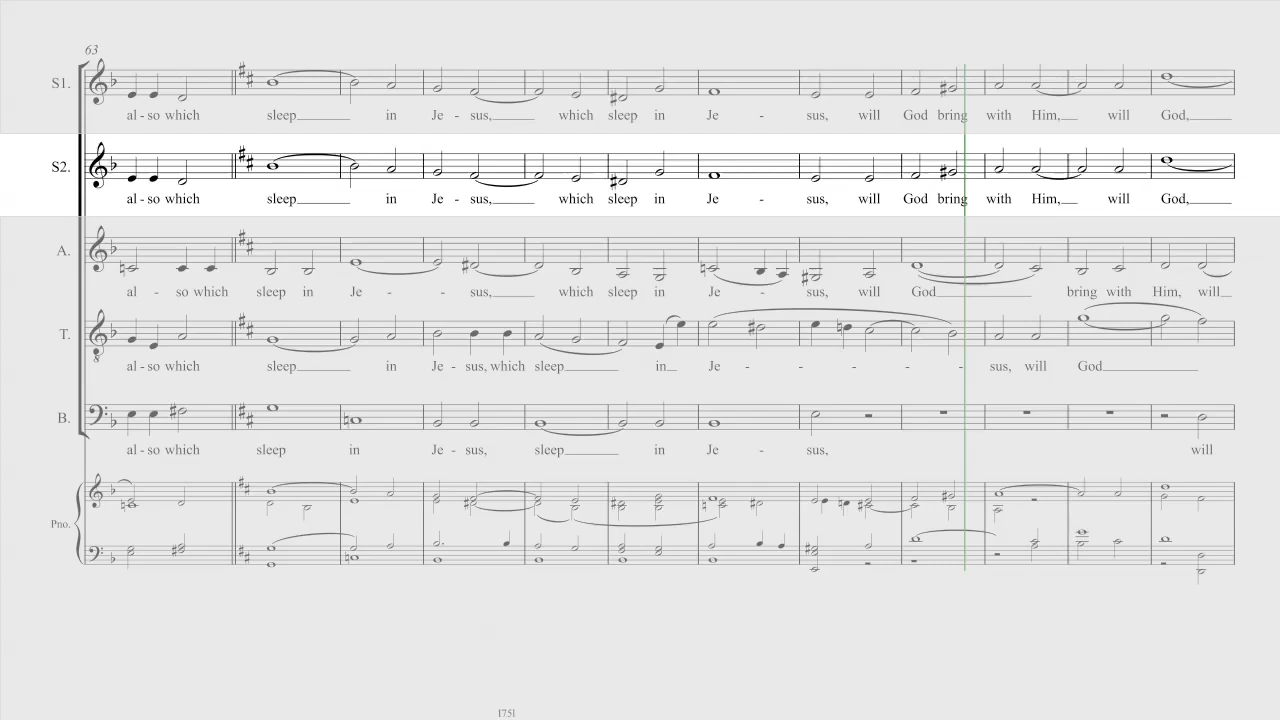 63
S1.
al - so which sleep in Je - sus, which sleep in Je - sus, will God bring with Him, will God,
S2.
al - so which sleep in Je - sus, which sleep in Je - sus, will God bring with Him, will God,
A.
al - so which sleep in Je - sus, which sleep in Je - sus, will God bring with Him, will
T.
8
al - so which sleep in Je - sus, which sleep in Je - - - - sus, will God
B.
al - so which sleep in Je - sus, sleep in Je - sus, will
Pno.
[75]